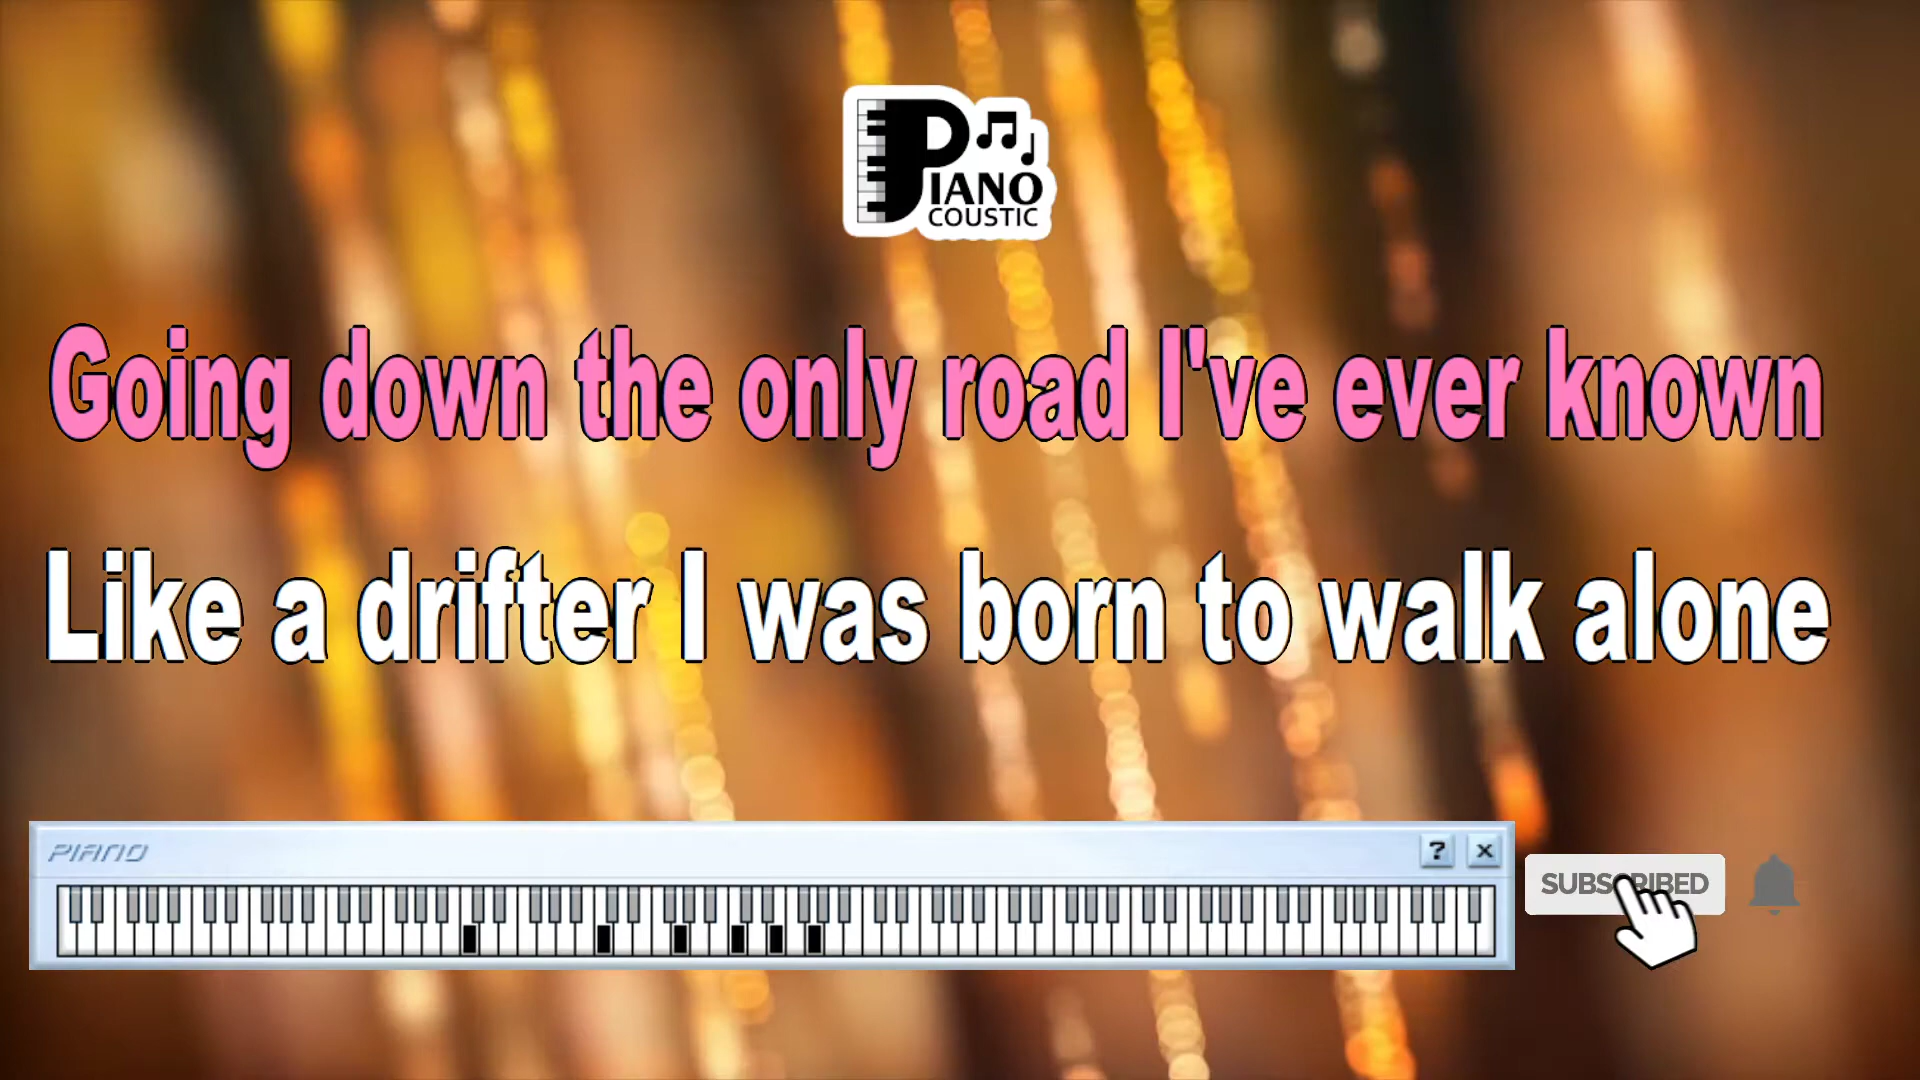 PIANO
COUSTIC
Going down the only road I've ever known
Like a drifter I was born to walk alone
PIANO
? X
SUBSCRIBED